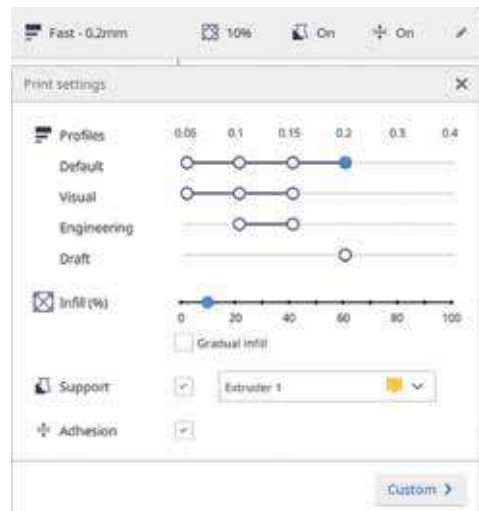 Fast - 0.2mm 10% On On
Print settings
Profiles 0.06 0.1 0.15 0.2 0.3 0.4
Default
Visual
Engineering
Draft
Infill (%)
0 20 40 60 80 100
Gradual infill
Support Extruder 1
Adhesion
Custom